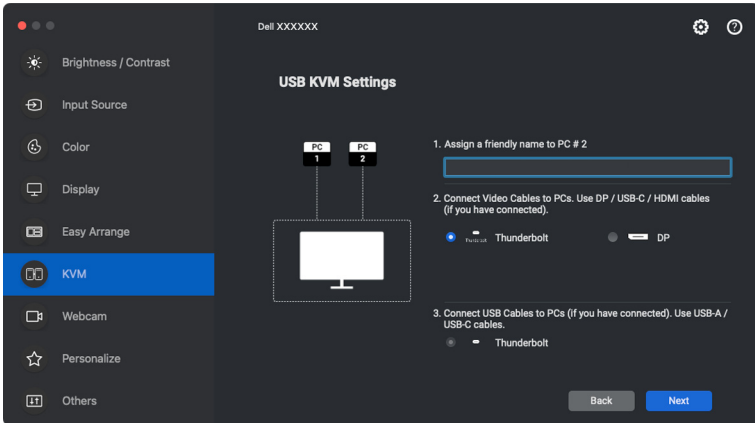 Dell XXXXXX
Brightness / Contrast
Input Source
Color
Display
Easy Arrange
KVM
Webcam
Personalize
Others
USB KVM Settings
PC
1
PC
2
1. Assign a friendly name to PC # 2
2. Connect Video Cables to PCs. Use DP / USB-C / HDMI cables
(if you have connected).
Thunderbolt
DP
3. Connect USB Cables to PCs (if you have connected). Use USB-A /
USB-C cables.
Thunderbolt
Back
Next